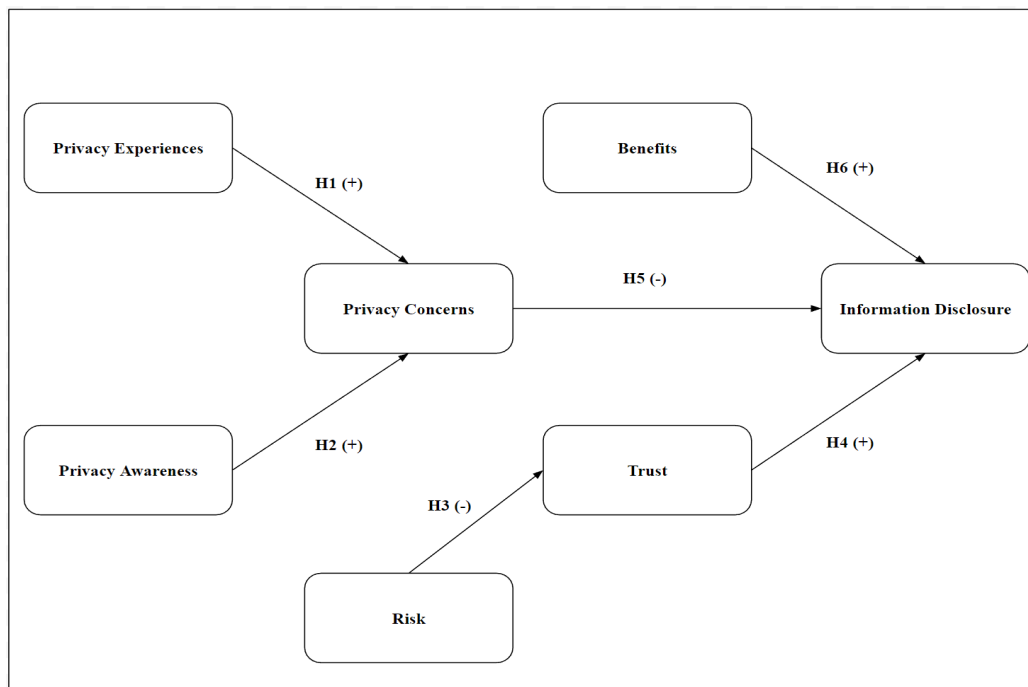 Privacy Experiences
Benefits
H1 (+)
H6 (+)
Privacy Concerns
H5 (-)
Information Disclosure
H2 (+)
Privacy Awareness
Trust
H4 (+)
H3 (-)
Risk